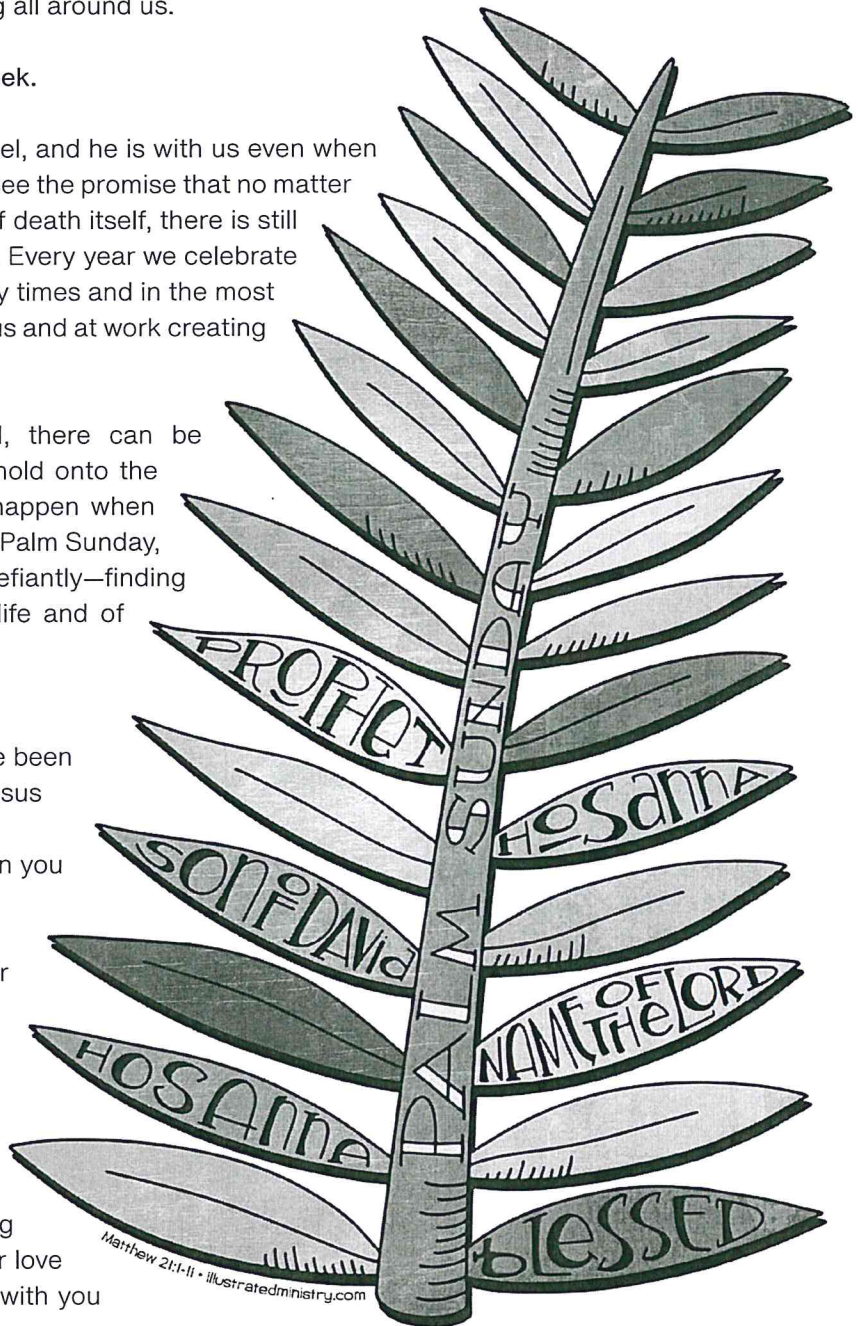 g all around us.
ek.
el, and he is with us even when
see the promise that no matter
f death itself, there is still
Every year we celebrate
y times and in the most
us and at work creating
l, there can be
hold onto the
happen when
Palm Sunday,
efiantly—finding
life and of
e been
sus
n you
r
g
r love
with you
PALM SUNDAY
PROPHET
HOSANNA
SON OF DAVID
NAME OF THE LORD
HOSANNA
BLESSED
Matthew 21:1-11 • illustratedministry.com